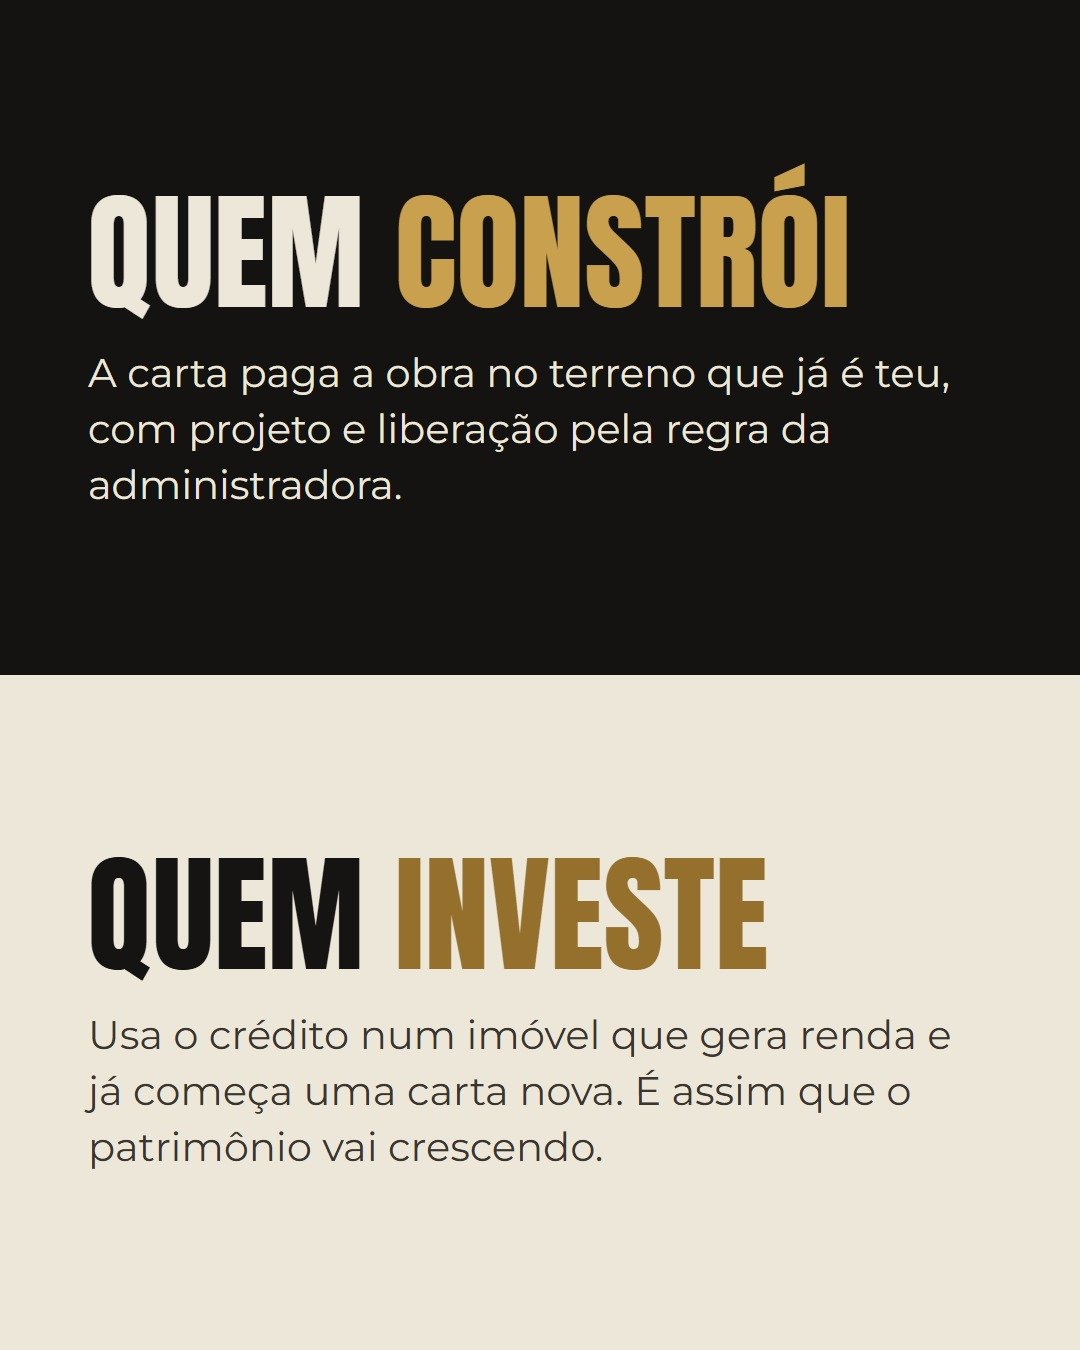 QUEM CONSTRÓI
A carta paga a obra no terreno que já é teu,
com projeto e liberação pela regra da
administradora.
QUEM INVESTE
Usa o crédito num imóvel que gera renda e
já começa uma carta nova. É assim que o
patrimônio vai crescendo.